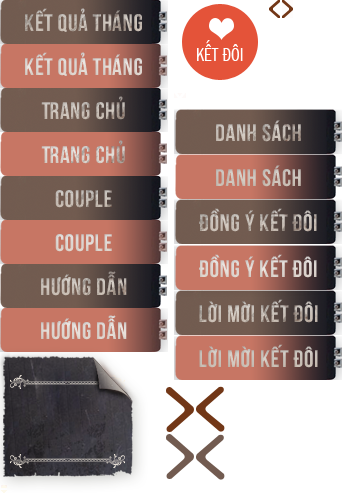 KẾT QUẢ THÁNG
KẾT QUẢ THÁNG
TRANG CHỦ
TRANG CHỦ
COUPLE
COUPLE
HƯỚNG DẪN
HƯỚNG DẪN
KẾT ĐÔI
DANH SÁCH
DANH SÁCH
ĐỒNG Ý KẾT ĐÔI
ĐỒNG Ý KẾT ĐÔI
LỜI MỜI KẾT ĐÔI
LỜI MỜI KẾT ĐÔI